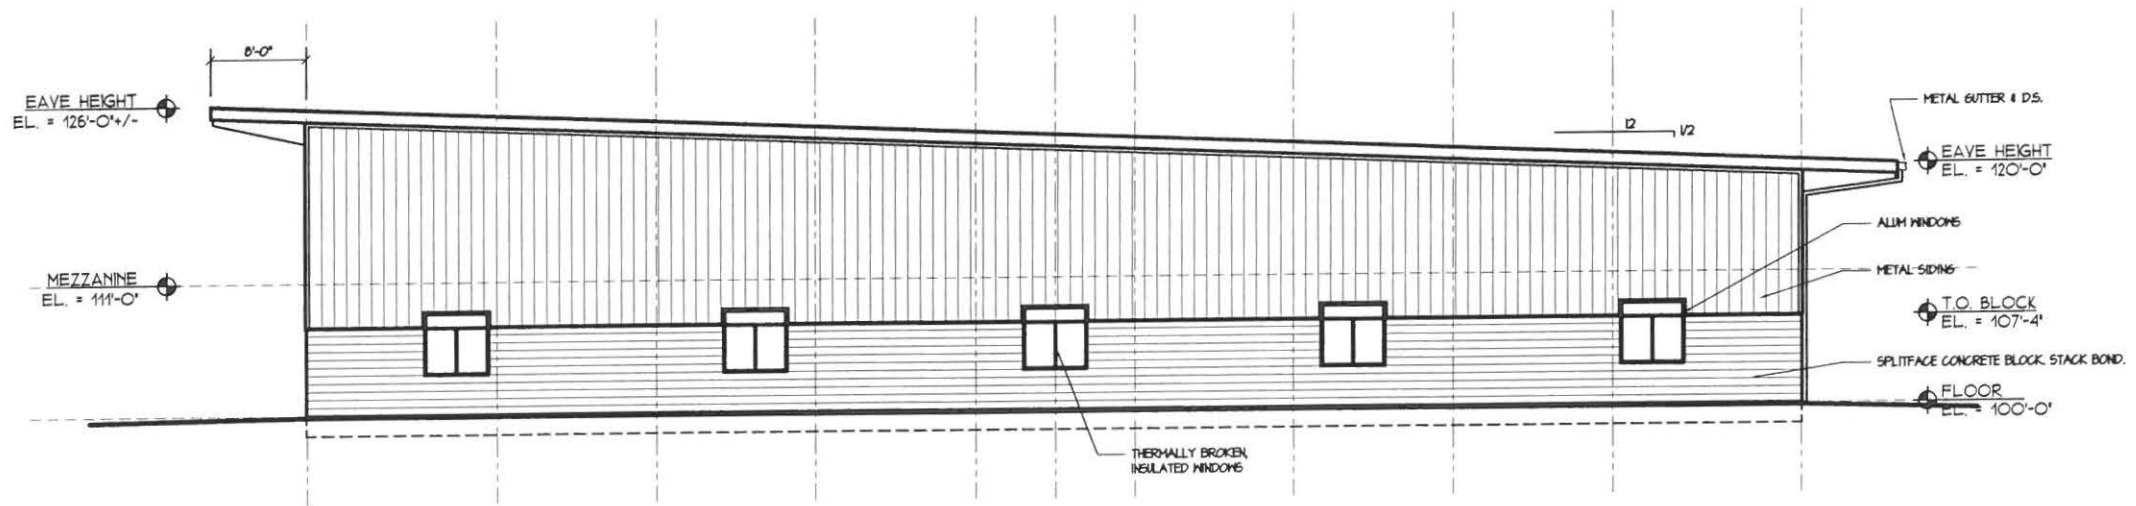 8'-0"
EAVE HEIGHT
EL. = 126'-0"+/-
METAL GUTTER & D.S.
12
1/2
EAVE HEIGHT
EL. = 120'-0"
ALUM WINDOWS
MEZZANINE
EL. = 111'-0"
METAL SIDING
T.O. BLOCK
EL. = 107'-4"
SPLITFACE CONCRETE BLOCK. STACK BOND.
FLOOR
EL. = 100'-0"
THERMALLY BROKEN,
INSULATED WINDOWS